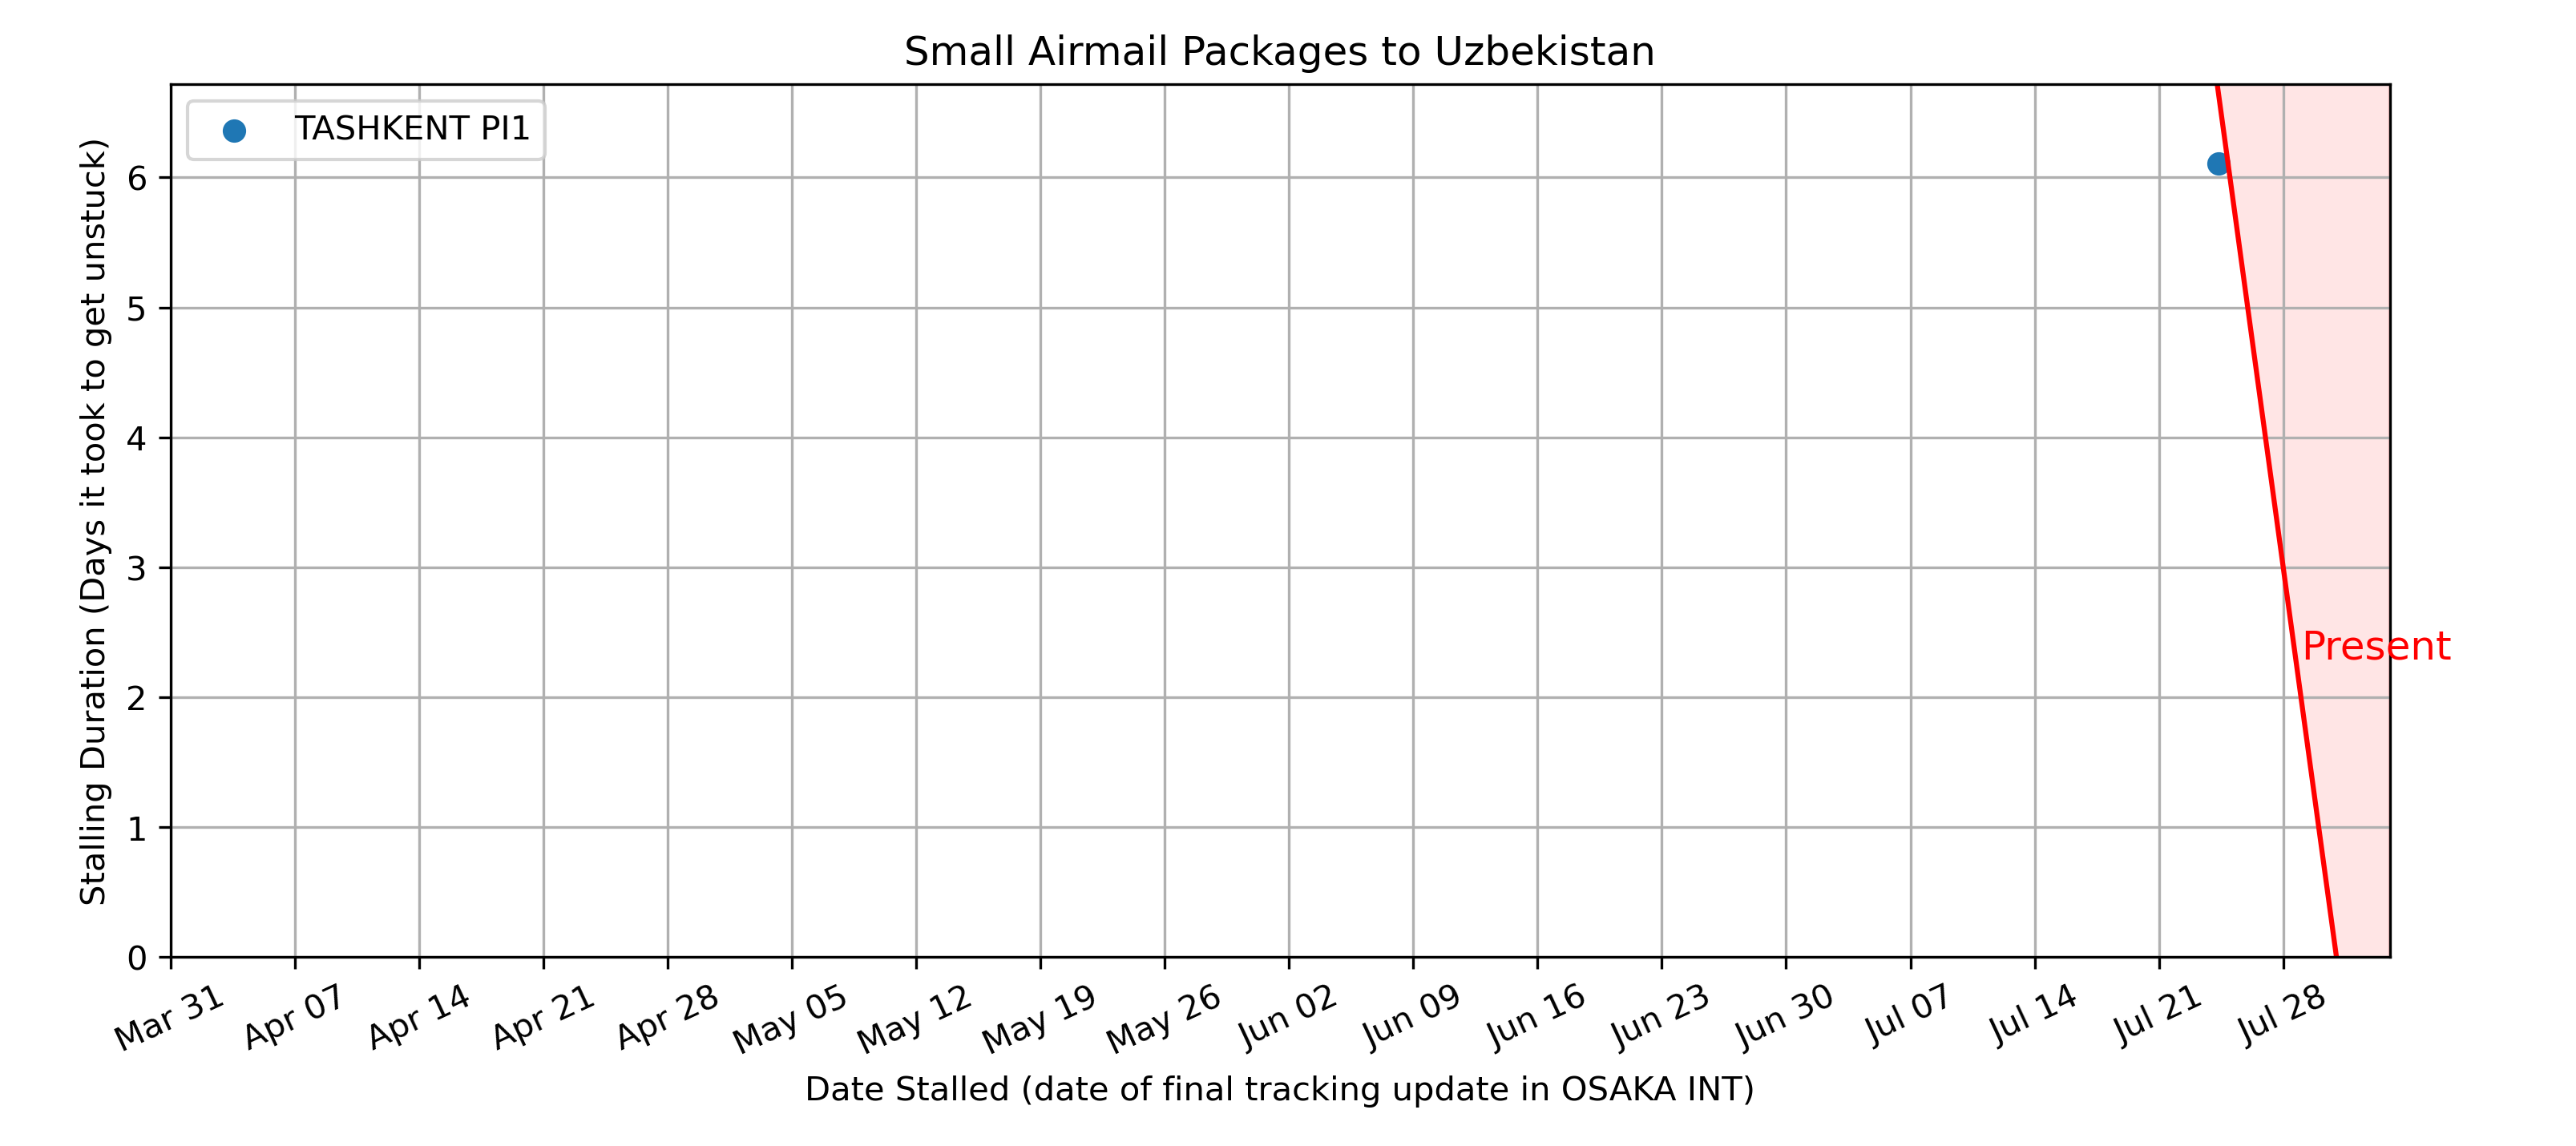 Small Airmail Packages to Uzbekistan
TASHKENT PI1
Stalling Duration (Days it took to get unstuck)
6
5
4
3
2
1
0
Present
Mar 31 Apr 07 Apr 14 Apr 21 Apr 28 May 05 May 12 May 19 May 26 Jun 02 Jun 09 Jun 16 Jun 23 Jun 30 Jul 07 Jul 14 Jul 21 Jul 28
Date Stalled (date of final tracking update in OSAKA INT)